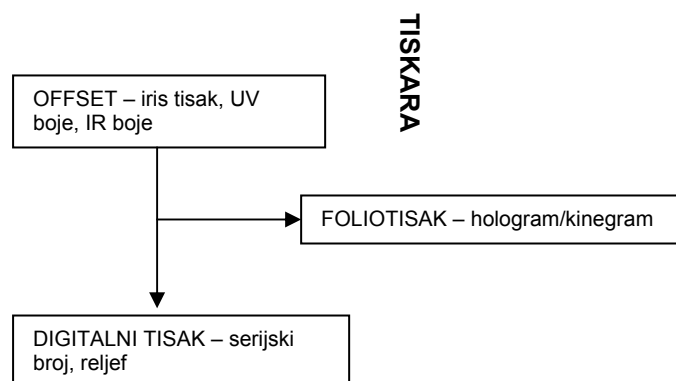 TISKARA
OFFSET – iris tisak, UV
boje, IR boje
FOLIOTISAK – hologram/kinegram
DIGITALNI TISAK – serijski
broj, reljef